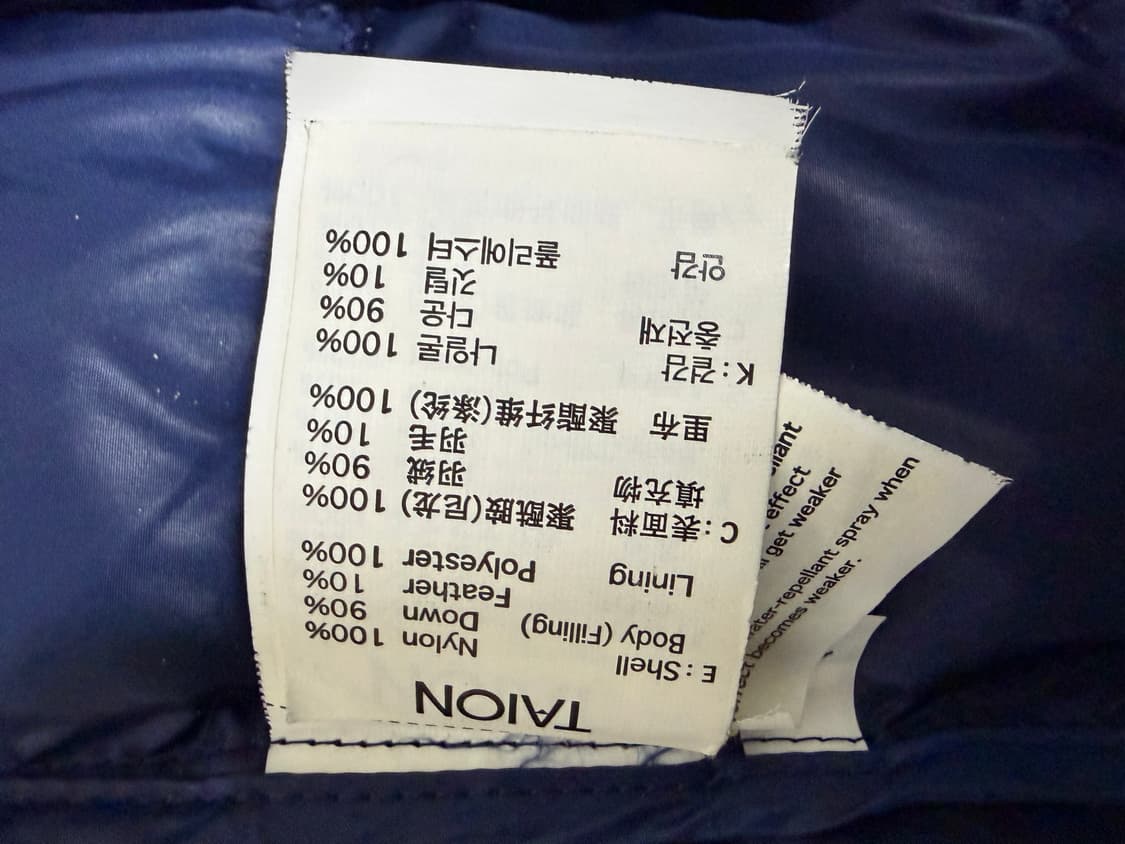 TAION
E: Shell Nylon 100%
Body (Filling) Down 90%
Feather 10%
Lining Polyester 100%
C: 表面料 聚酰胺(尼龙) 100%
填充物 羽绒 90%
羽毛 10%
里布 聚酯纤维(涤纶) 100%
K: 겉감 나일론 100%
충전재 다운 90%
깃털 10%
안감 폴리에스터 100%
effect
get weaker
repellant spray when
becomes weaker.